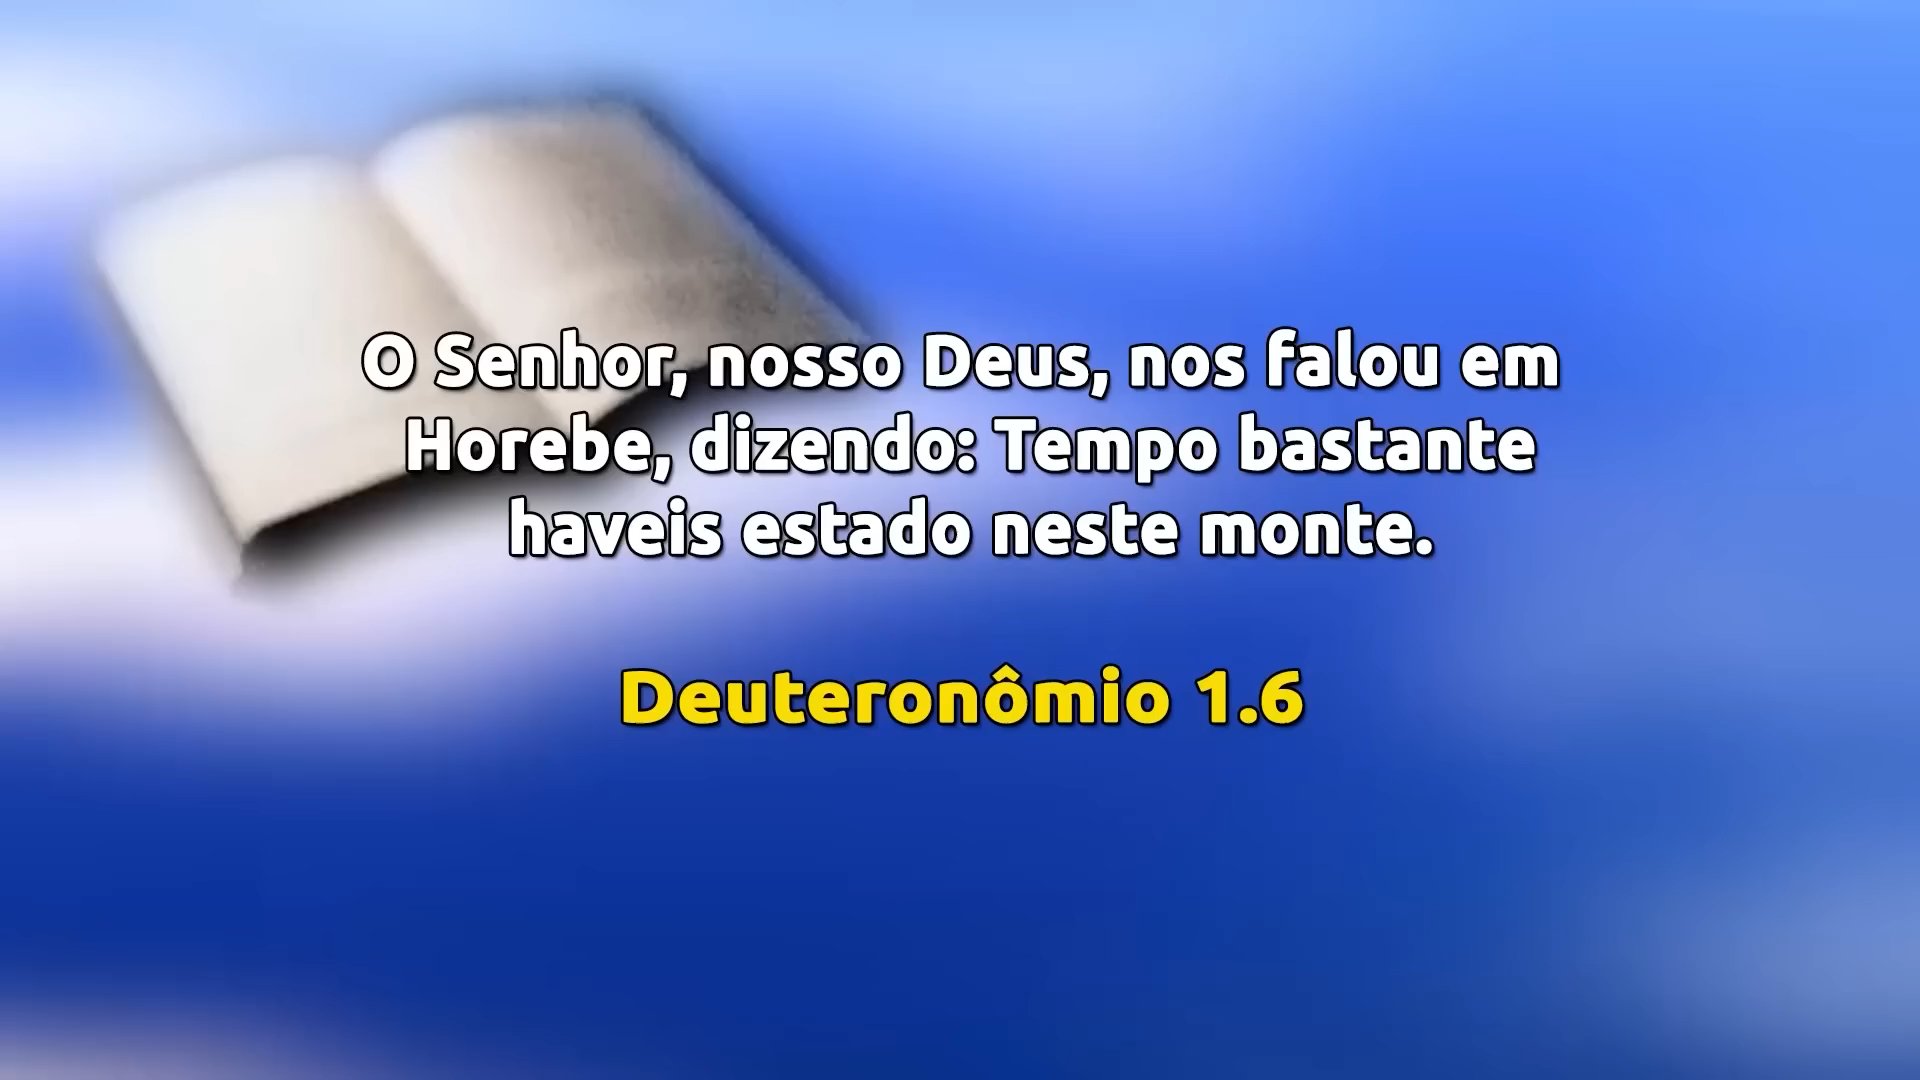 O Senhor, nosso Deus, nos falou em
Horebe, dizendo: Tempo bastante
haveis estado neste monte.
Deuteronômio 1.6